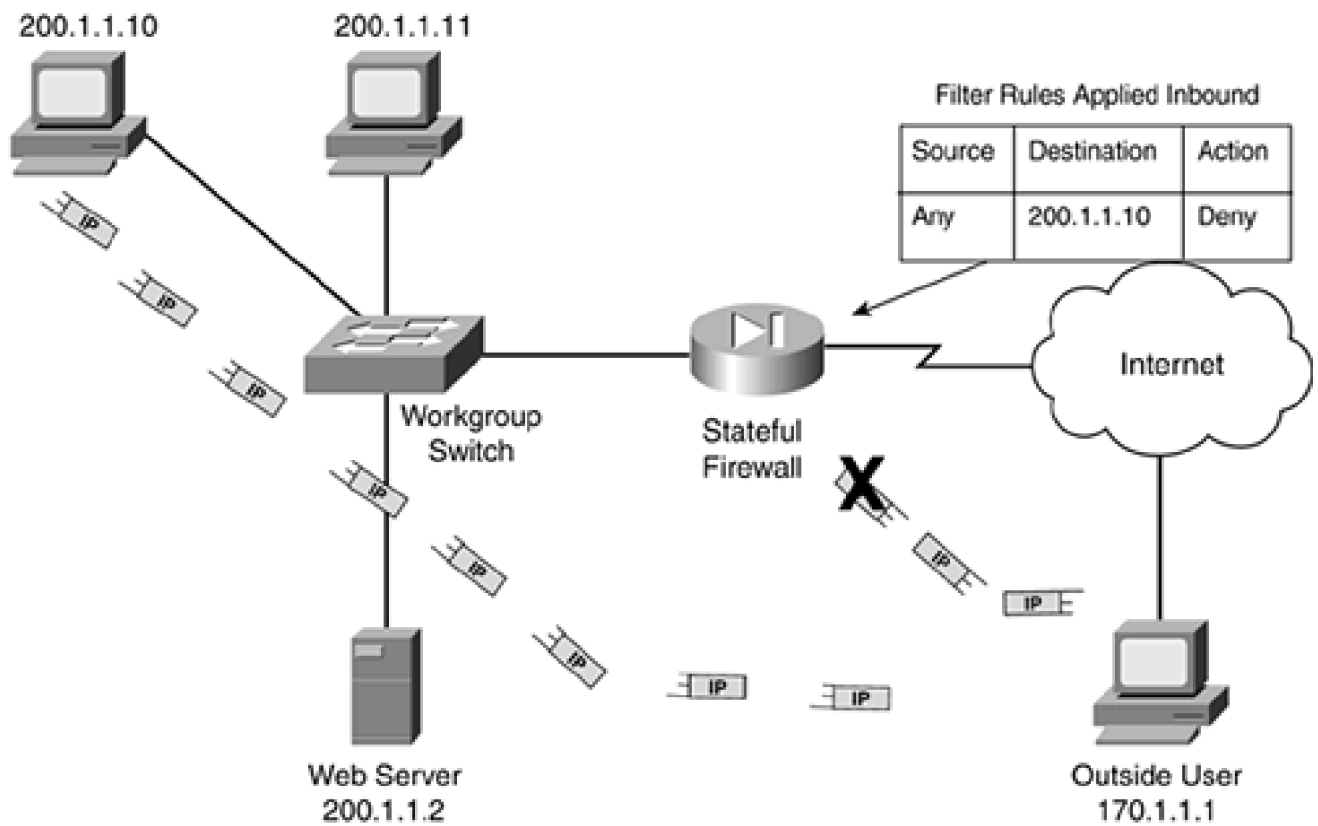 200.1.1.10
200.1.1.11
Filter Rules Applied Inbound
Source Destination Action
Any 200.1.1.10 Deny
IP
IP
IP
Workgroup
Switch
Stateful
Firewall
Internet
IP
IP
IP
IP
IP
IP
IP
X
Web Server
200.1.1.2
Outside User
170.1.1.1